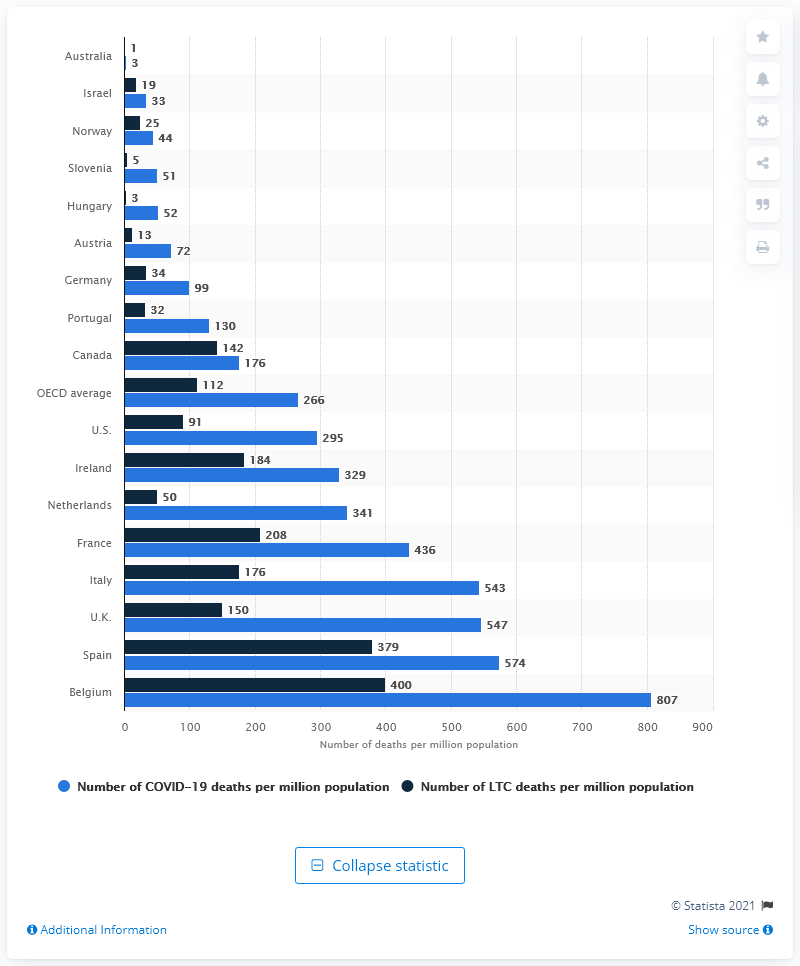 1
Australia
3
19
Israel
33
25
Norway
44
5
Slovenia
51
3
Hungary
52
13
Austria
72
34
Germany
99
32
Portugal
130
142
Canada
176
112
OECD average
266
91
U.S.
295
184
Ireland
329
50
Netherlands
341
208
France
436
176
Italy
543
150
U.K.
547
379
Spain
574
400
Belgium
807
0 100 200 300 400 500 600 700 800 900
Number of deaths per million population
Number of COVID-19 deaths per million population Number of LTC deaths per million population
Collapse statistic
© Statista 2021
Additional Information Show source